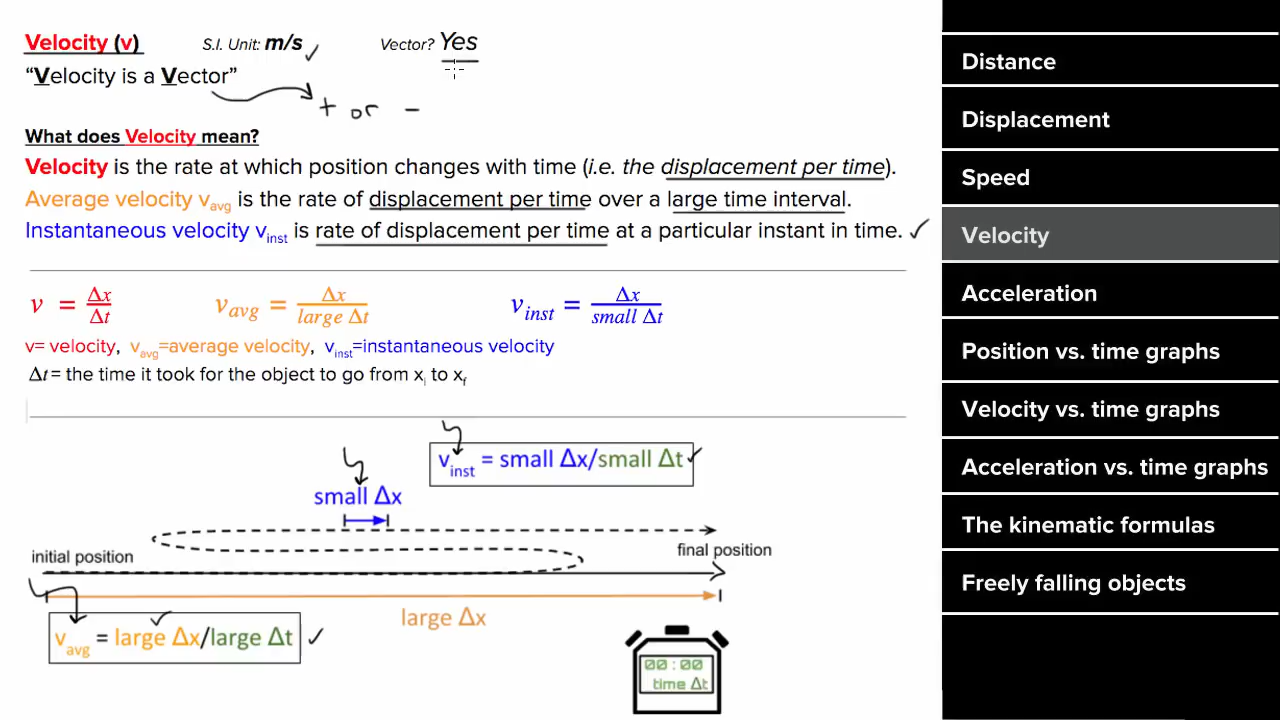 Velocity (v) S.I. Unit: m/s ✓ Vector? Yes
“Velocity is a Vector”
+ or -
What does Velocity mean?
Velocity is the rate at which position changes with time (i.e. the displacement per time).
Average velocity vavg is the rate of displacement per time over a large time interval.
Instantaneous velocity vinst is rate of displacement per time at a particular instant in time. ✓
v = Δx/Δt vavg = Δx/large Δt vinst = Δx/small Δt
v= velocity, vavg=average velocity, vinst=instantaneous velocity
Δt = the time it took for the object to go from xi to xf
vinst = small Δx/small Δt ✓
small Δx
initial position
final position
large Δx
vavg = large Δx/large Δt ✓
00:00
time Δt
Distance
Displacement
Speed
Velocity
Acceleration
Position vs. time graphs
Velocity vs. time graphs
Acceleration vs. time graphs
The kinematic formulas
Freely falling objects